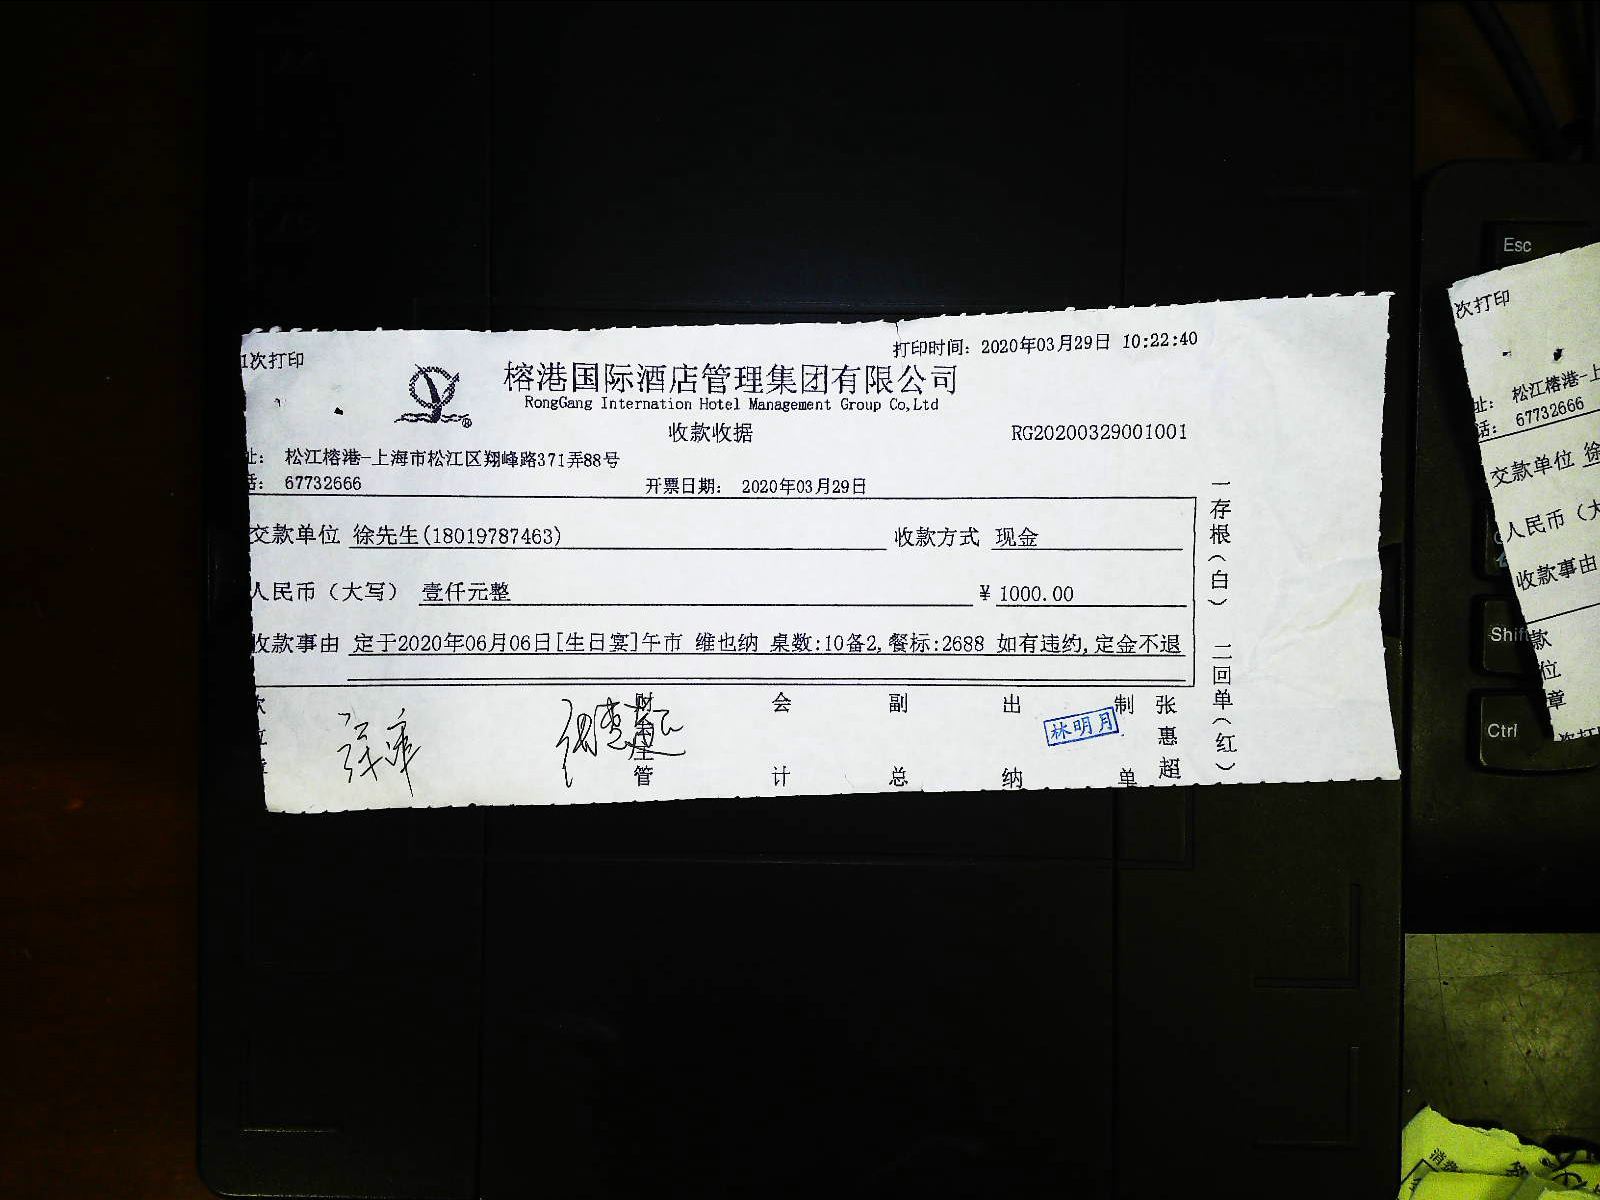 1次打印
打印时间: 2020年03月29日 10:22:40
榕港国际酒店管理集团有限公司
RongGang Internation Hotel Management Group Co,Ltd
收款收据
RG20200329001001
址: 松江榕港-上海市松江区翔峰路371弄88号
话: 67732666
开票日期: 2020年03月29日
交款单位 徐先生(18019787463)
收款方式 现金
人民币（大写） 壹仟元整
¥ 1000.00
收款事由 定于2020年06月06日[生日宴]午市 维也纳 桌数:10备2,餐标:2688 如有违约,定金不退
会计
副总
出纳
林明月
制单
张惠超
一存根(白) 二回单(红)
次打印
址: 松江榕港-上
话: 67732666
交款单位 徐
人民币（大
收款事由
款位章
Esc
Shift
Ctrl